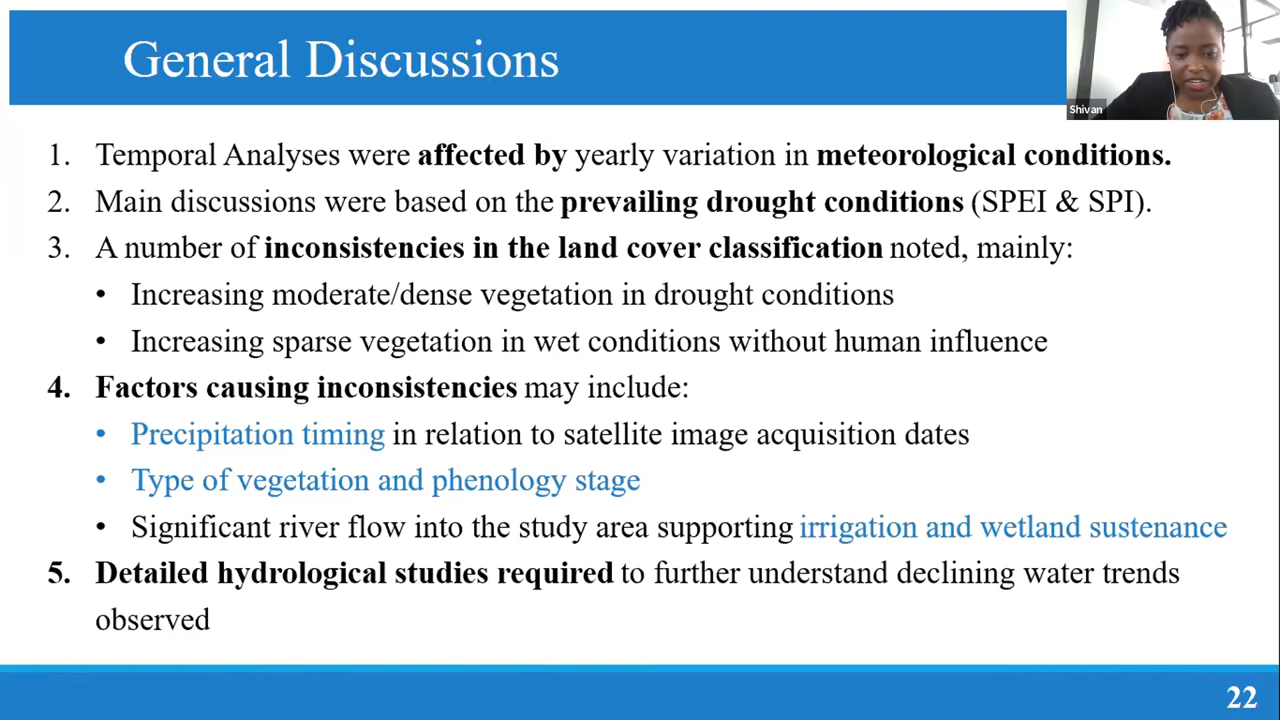 General Discussions
Shivan
1. Temporal Analyses were affected by yearly variation in meteorological conditions.
2. Main discussions were based on the prevailing drought conditions (SPEI & SPI).
3. A number of inconsistencies in the land cover classification noted, mainly:
• Increasing moderate/dense vegetation in drought conditions
• Increasing sparse vegetation in wet conditions without human influence
4. Factors causing inconsistencies may include:
• Precipitation timing in relation to satellite image acquisition dates
• Type of vegetation and phenology stage
• Significant river flow into the study area supporting irrigation and wetland sustenance
5. Detailed hydrological studies required to further understand declining water trends
observed
22